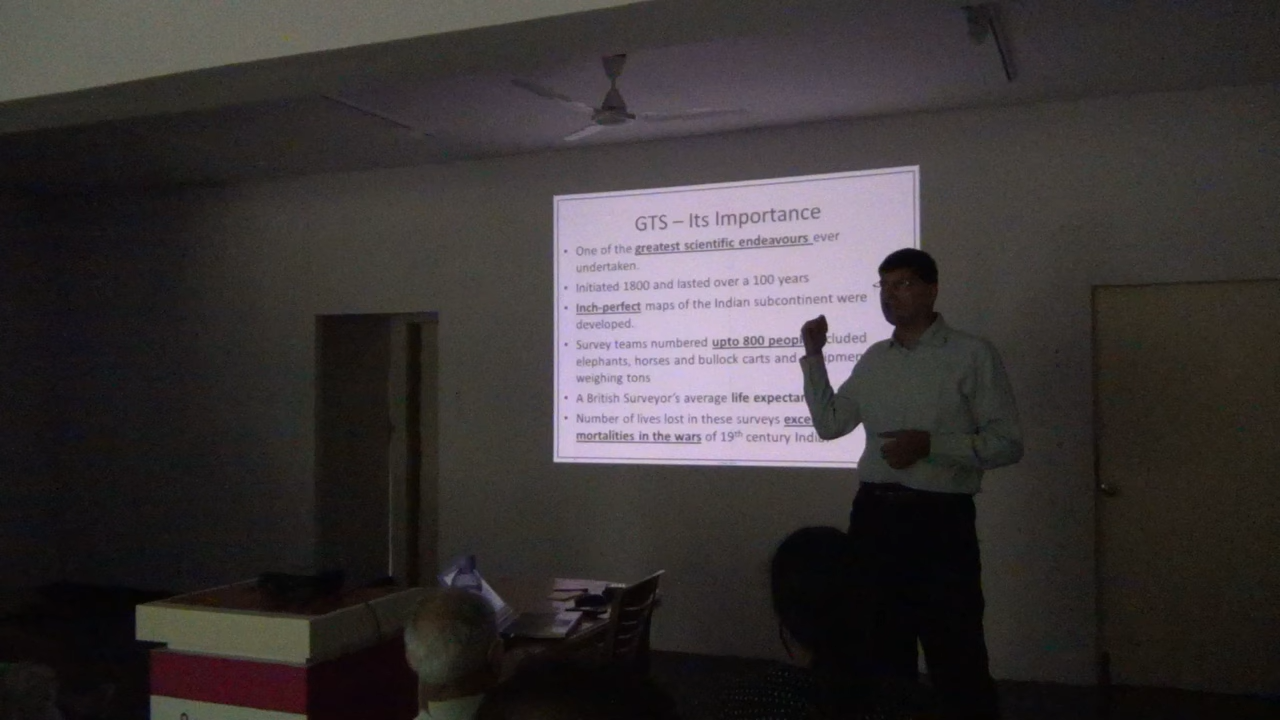 GTS – Its Importance
• One of the greatest scientific endeavours ever
undertaken.
• Initiated 1800 and lasted over a 100 years
• Inch-perfect maps of the Indian subcontinent were
developed.
• Survey teams numbered upto 800 peop cluded
elephants, horses and bullock carts and ipmen
weighing tons
• A British Surveyor's average life expectan
• Number of lives lost in these surveys exce
mortalities in the wars of 19th century India